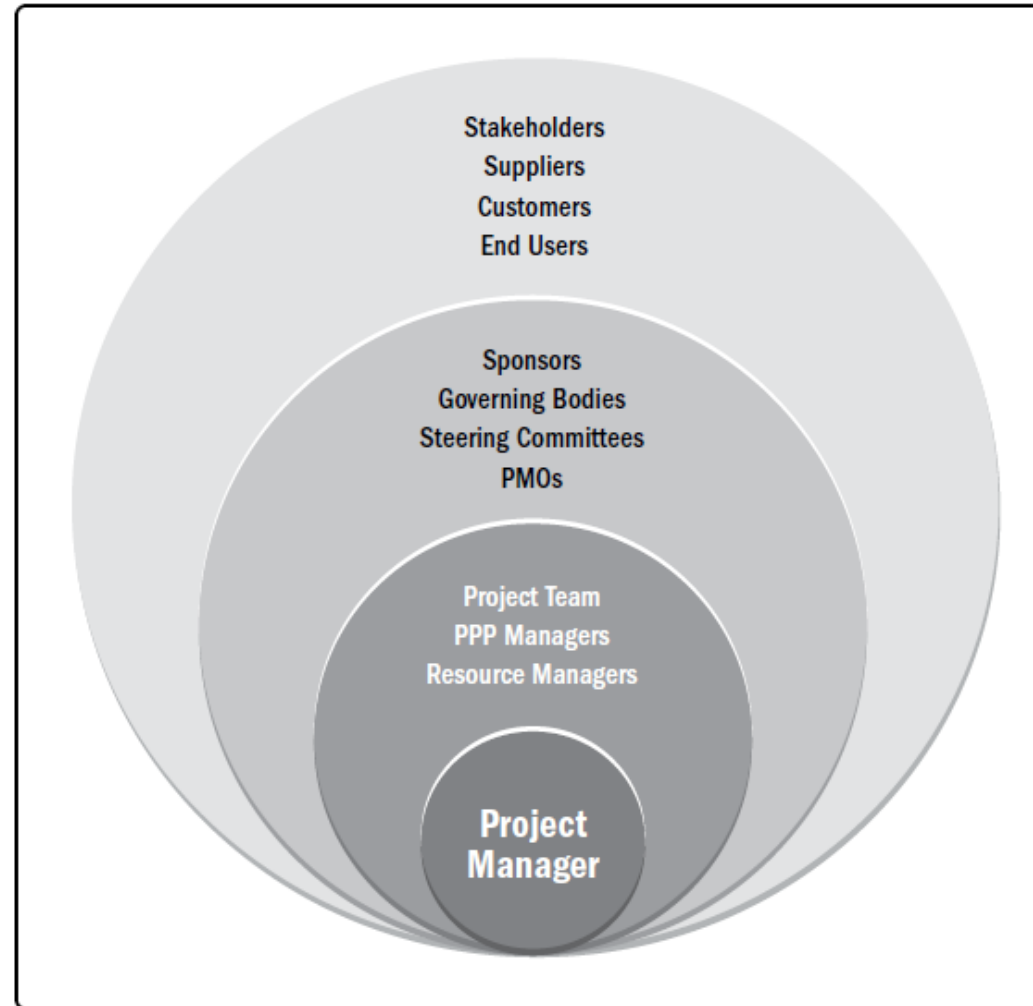 Stakeholders
Suppliers
Customers
End Users
Sponsors
Governing Bodies
Steering Committees
PMOs
Project Team
PPP Managers
Resource Managers
Project
Manager